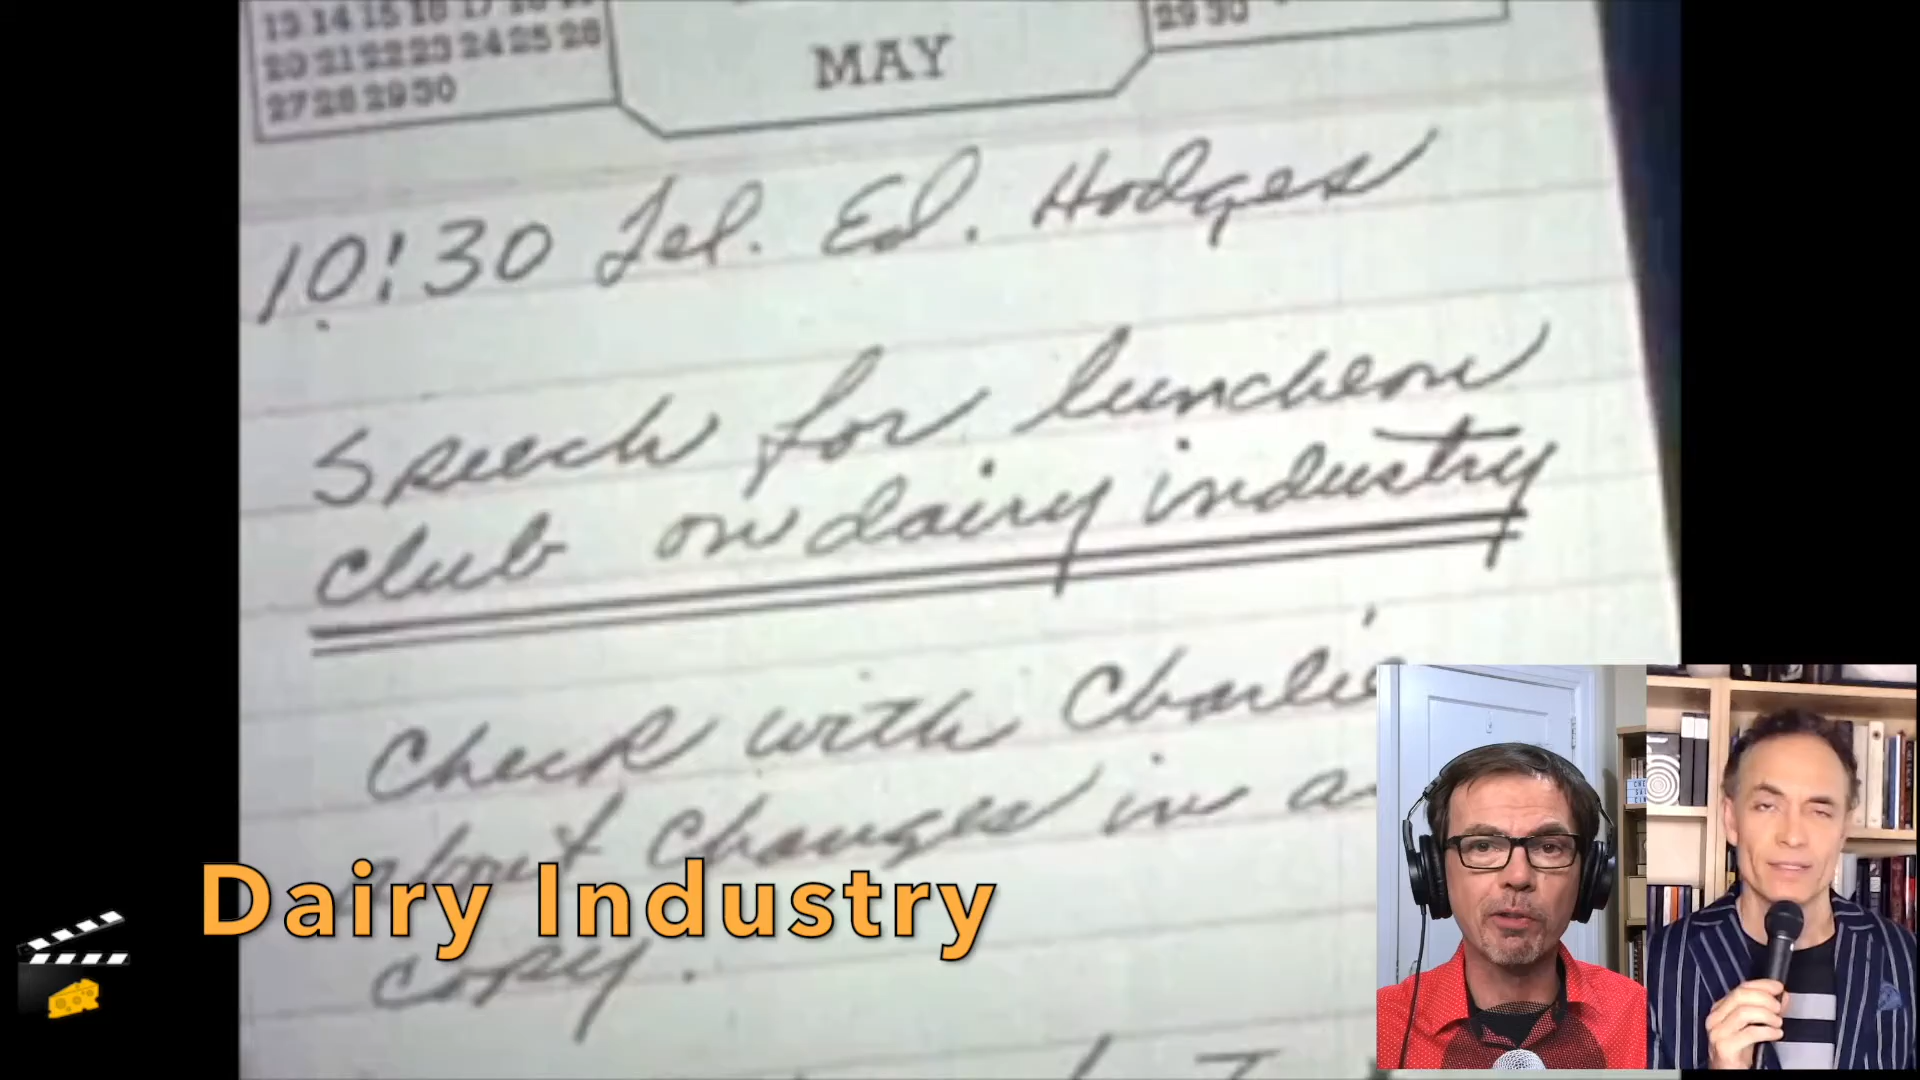 13 14 15 16 17 18
20 21 22 23 24 25 26
27 28 29 30
MAY
29 30
10:30 Tel. Ed. Hodges
Speech for luncheon
club on dairy industry
Check with Charlie
about changes in
copy.
Dairy Industry